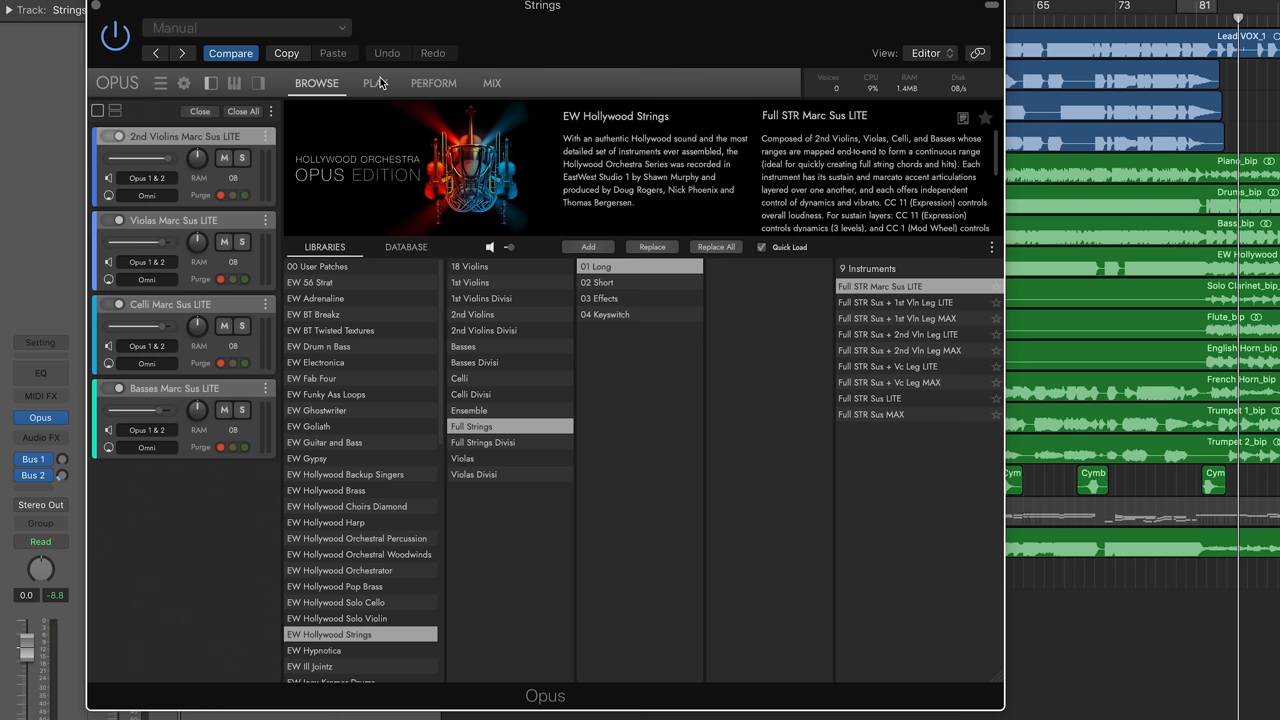 Track: Strings
Strings
65
73
81
Manual
Compare
Copy
Paste
Undo
Redo
View:
Editor
Lead VOX_1
OPUS
BROWSE
PLAY
PERFORM
MIX
Voices
0
CPU
9%
RAM
1.4MB
Disk
0B/s
Close
Close All
2nd Violins Marc Sus LITE
M
S
Opus 1 & 2
RAM
0B
Omni
Purge
Violas Marc Sus LITE
M
S
Opus 1 & 2
RAM
0B
Omni
Purge
Celli Marc Sus LITE
M
S
Opus 1 & 2
RAM
0B
Omni
Purge
Basses Marc Sus LITE
M
S
Opus 1 & 2
RAM
0B
Omni
Purge
HOLLYWOOD ORCHESTRA
OPUS EDITION
EW Hollywood Strings
With an authentic Hollywood sound and the most
detailed set of instruments ever assembled, the
Hollywood Orchestra Series was recorded in
EastWest Studio 1 by Shawn Murphy and
produced by Doug Rogers, Nick Phoenix and
Thomas Bergersen.
Full STR Marc Sus LITE
Composed of 2nd Violins, Violas, Celli, and Basses whose
ranges are mapped end-to-end to form a continuous range
(ideal for quickly creating full string chords and hits). Each
instrument has its sustain and marcato accent articulations
layered over one another, and each offers independent
control of dynamics and vibrato. CC 11 (Expression) controls
overall loudness. For sustain layers: CC 11 (Expression)
controls dynamics (3 levels), and CC 1 (Mod Wheel) controls
LIBRARIES
DATABASE
Add
Replace
Replace All
Quick Load
00 User Patches
EW 56 Strat
EW Adrenaline
EW BT Breakz
EW BT Twisted Textures
EW Drum n Bass
EW Electronica
EW Fab Four
EW Funky Ass Loops
EW Ghostwriter
EW Goliath
EW Guitar and Bass
EW Gypsy
EW Hollywood Backup Singers
EW Hollywood Brass
EW Hollywood Choirs Diamond
EW Hollywood Harp
EW Hollywood Orchestral Percussion
EW Hollywood Orchestral Woodwinds
EW Hollywood Orchestrator
EW Hollywood Pop Brass
EW Hollywood Solo Cello
EW Hollywood Solo Violin
EW Hollywood Strings
EW Hypnotica
EW Ill Jointz
18 Violins
1st Violins
1st Violins Divisi
2nd Violins
2nd Violins Divisi
Basses
Basses Divisi
Celli
Celli Divisi
Ensemble
Full Strings
Full Strings Divisi
Violas
Violas Divisi
01 Long
02 Short
03 Effects
04 Keyswitch
9 Instruments
Full STR Marc Sus LITE
Full STR Sus + 1st Vln Leg LITE
Full STR Sus + 1st Vln Leg MAX
Full STR Sus + 2nd Vln Leg LITE
Full STR Sus + 2nd Vln Leg MAX
Full STR Sus + Vc Leg LITE
Full STR Sus + Vc Leg MAX
Full STR Sus LITE
Full STR Sus MAX
Opus
Setting
EQ
MIDI FX
Opus
Audio FX
Bus 1
Bus 2
Stereo Out
Group
Read
0.0
-8.8
Piano_bip
Drums_bip
Bass_bip
EW Hollywood
Solo Clarinet_bip
Flute_bip
English Horn_bip
French Horn_bip
Trumpet 1_bip
Trumpet 2_bip
Cym
Cymb
Cym